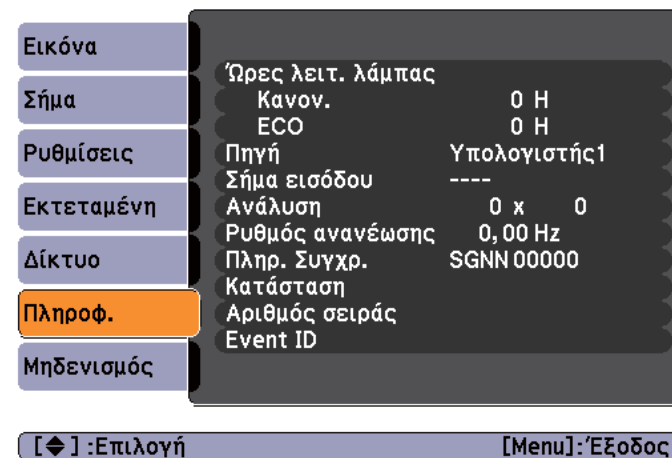 Εικόνα
Σήμα
Ρυθμίσεις
Εκτεταμένη
Δίκτυο
Πληροφ.
Μηδενισμός
Ώρες λειτ. λάμπας
Κανον. 0 H
ECO 0 H
Πηγή Υπολογιστής1
Σήμα εισόδου ----
Ανάλυση 0 x 0
Ρυθμός ανανέωσης 0,00 Hz
Πληρ. Συγχρ. SGNN 00000
Κατάσταση
Αριθμός σειράς
Event ID
[◆] :Επιλογή [Menu]:Έξοδος